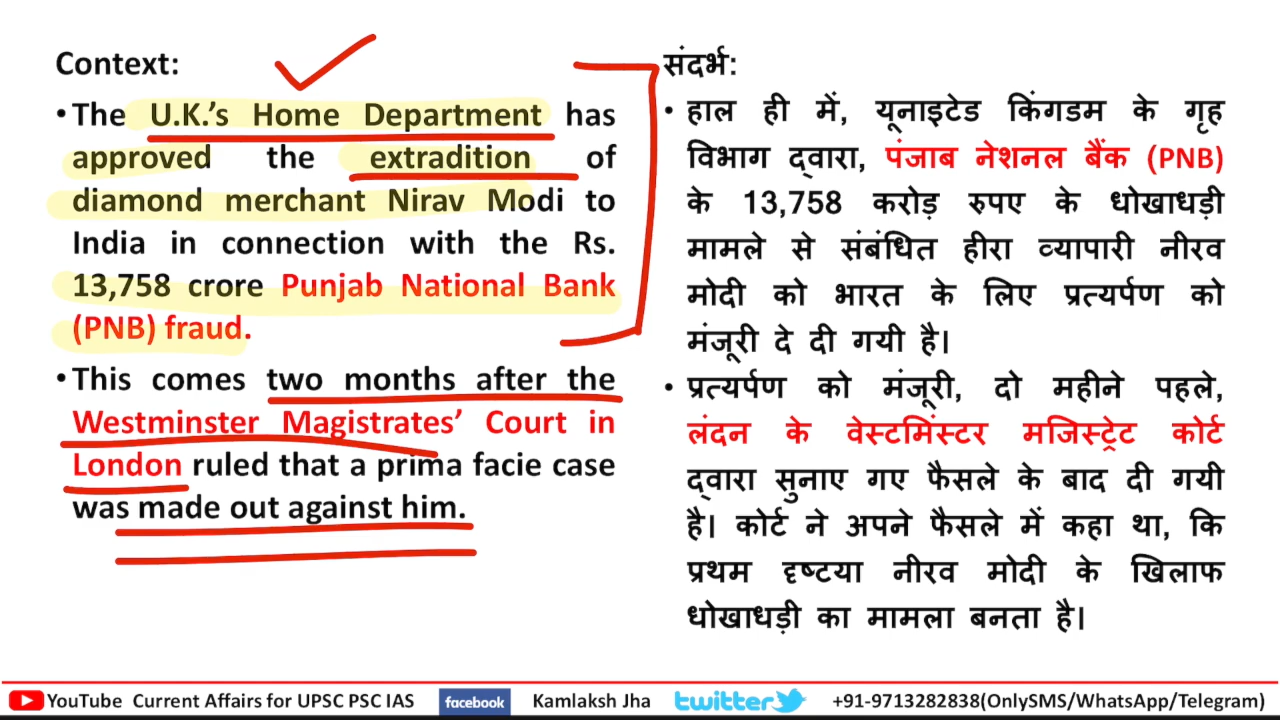 Context:
•The U.K.’s Home Department has
approved the extradition of
diamond merchant Nirav Modi to
India in connection with the Rs.
13,758 crore Punjab National Bank
(PNB) fraud.
•This comes two months after the
Westminster Magistrates’ Court in
London ruled that a prima facie case
was made out against him.
संदर्भ:
• हाल ही में, यूनाइटेड किंगडम के गृह
विभाग द्वारा, पंजाब नेशनल बैंक (PNB)
के 13,758 करोड़ रुपए के धोखाधड़ी
मामले से संबंधित हीरा व्यापारी नीरव
मोदी को भारत के लिए प्रत्यर्पण को
मंजूरी दे दी गयी है।
• प्रत्यर्पण को मंजूरी, दो महीने पहले,
लंदन के वेस्टमिंस्टर मजिस्ट्रेट कोर्ट
द्वारा सुनाए गए फैसले के बाद दी गयी
है। कोर्ट ने अपने फैसले में कहा था, कि
प्रथम दृष्टया नीरव मोदी के खिलाफ
धोखाधड़ी का मामला बनता है।
YouTube Current Affairs for UPSC PSC IAS facebook Kamlaksh Jha twitter +91-9713282838(OnlySMS/WhatsApp/Telegram)